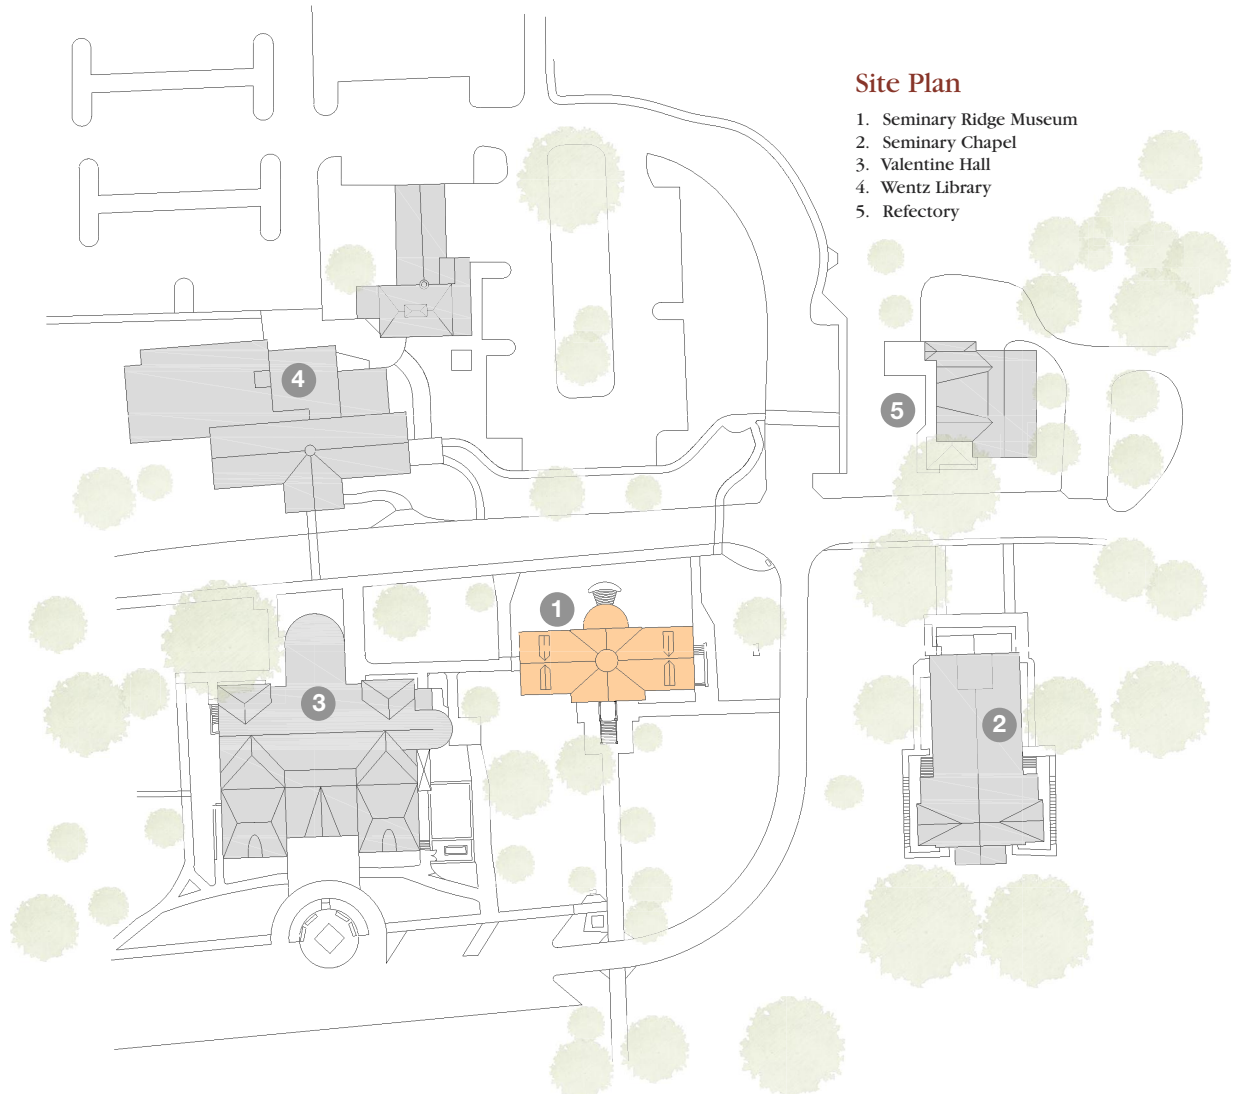 Site Plan
1. Seminary Ridge Museum
2. Seminary Chapel
3. Valentine Hall
4. Wentz Library
5. Refectory
4
5
1
3
2